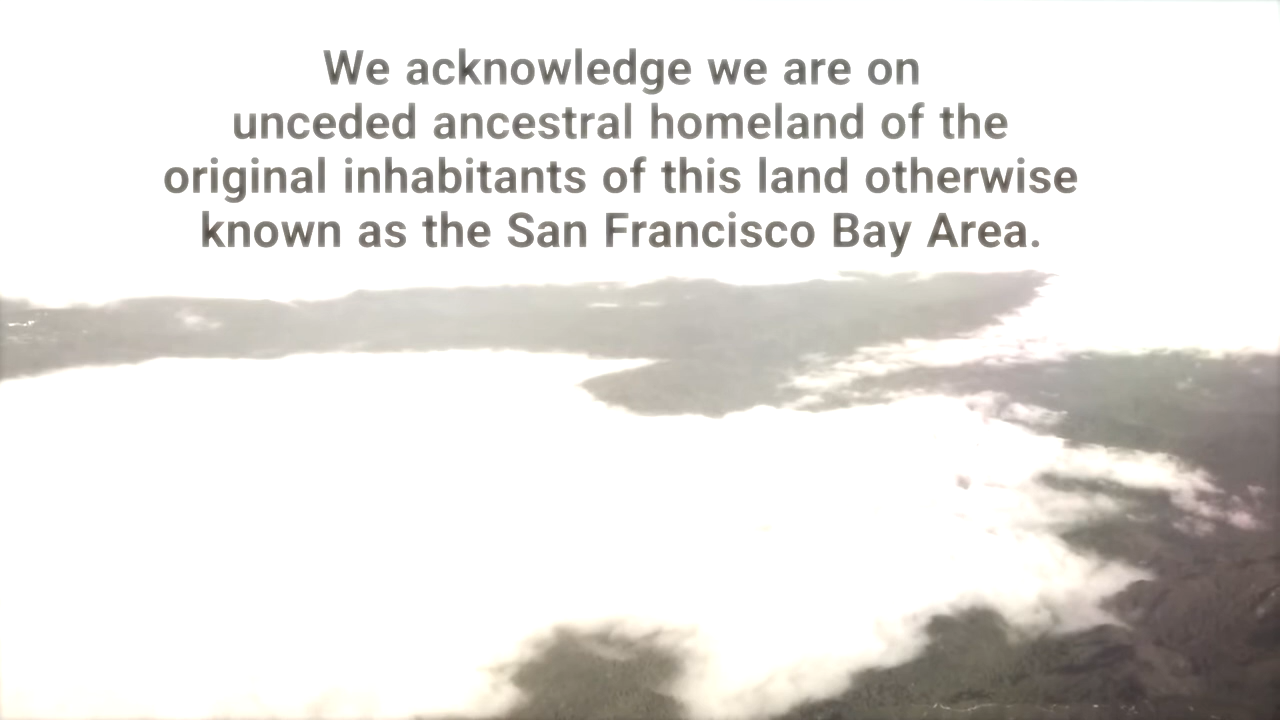 We acknowledge we are on
unceded ancestral homeland of the
original inhabitants of this land otherwise
known as the San Francisco Bay Area.